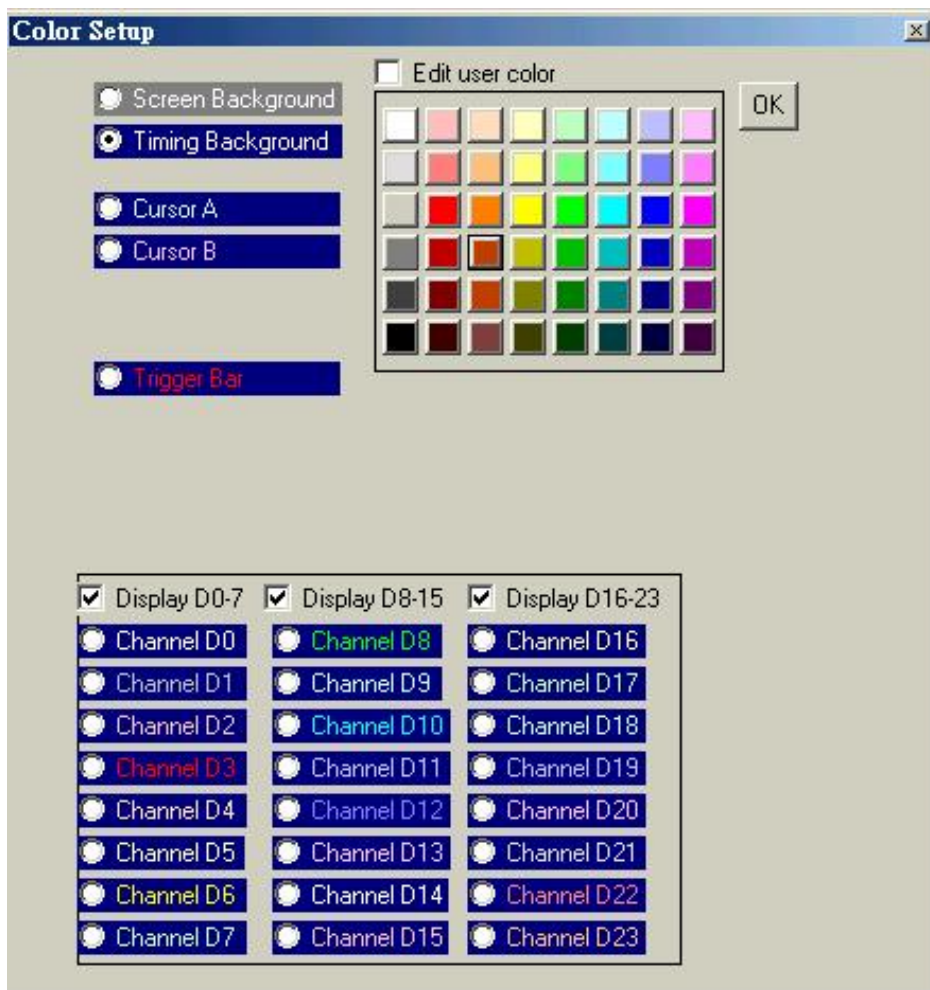 Color Setup
Edit user color
Screen Background
OK
Timing Background
Cursor A
Cursor B
Trigger Bar
Display D0-7 Display D8-15 Display D16-23
Channel D0 Channel D8 Channel D16
Channel D1 Channel D9 Channel D17
Channel D2 Channel D10 Channel D18
Channel D3 Channel D11 Channel D19
Channel D4 Channel D12 Channel D20
Channel D5 Channel D13 Channel D21
Channel D6 Channel D14 Channel D22
Channel D7 Channel D15 Channel D23